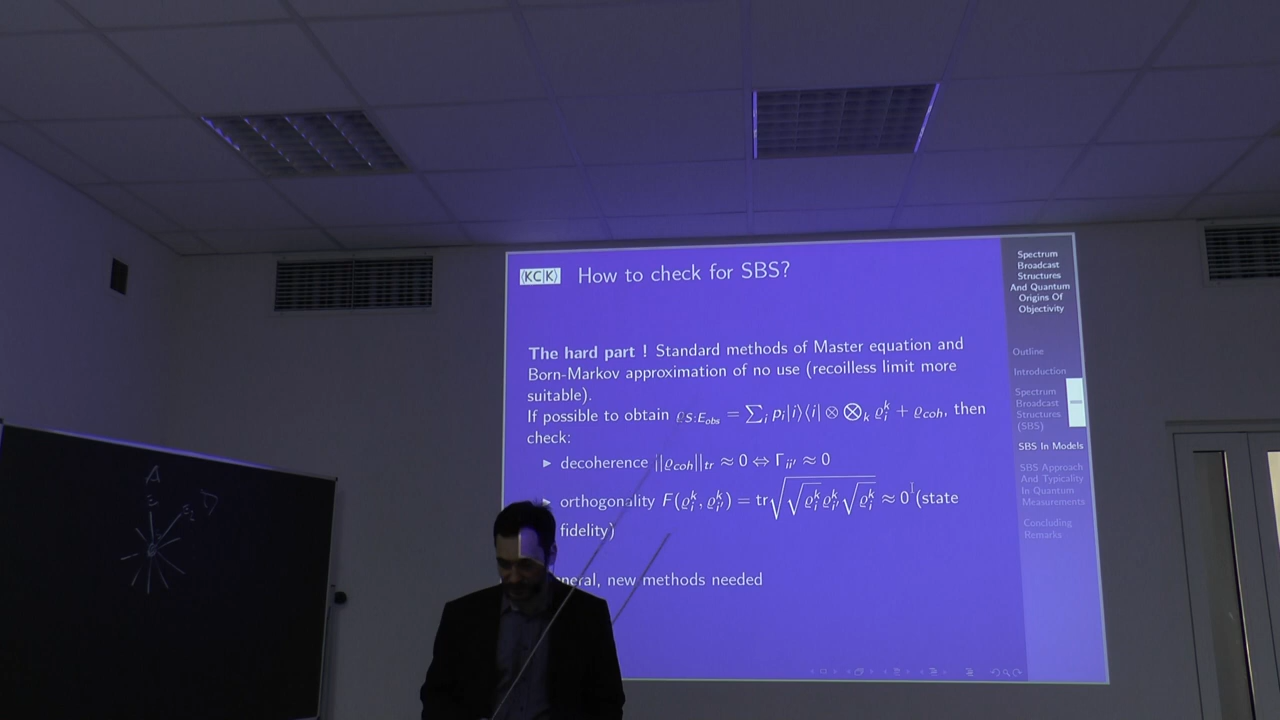 ⟨KC|K⟩ How to check for SBS?
The hard part ! Standard methods of Master equation and
Born-Markov approximation of no use (recoilless limit more
suitable).
If possible to obtain ϱ_{S:E_{obs}} = ∑_i p_i|i⟩⟨i| ⊗ ⨂_k ϱ_i^k + ϱ_{coh}, then
check:
▶ decoherence ||ϱ_{coh}||_{tr} ≈ 0 ⇔ Γ_{ii'} ≈ 0
▶ orthogonality F(ϱ_i^k, ϱ_{i'}^k) = tr√(√ϱ_i^k ϱ_{i'}^k √ϱ_i^k) ≈ 0 (state
fidelity)
neral, new methods needed
Spectrum
Broadcast
Structures
And Quantum
Origins Of
Objectivity
Outline
Introduction
Spectrum
Broadcast
Structures
(SBS)
SBS In Models
SBS Approach
And Typicality
In Quantum
Measurements
Concluding
Remarks
A